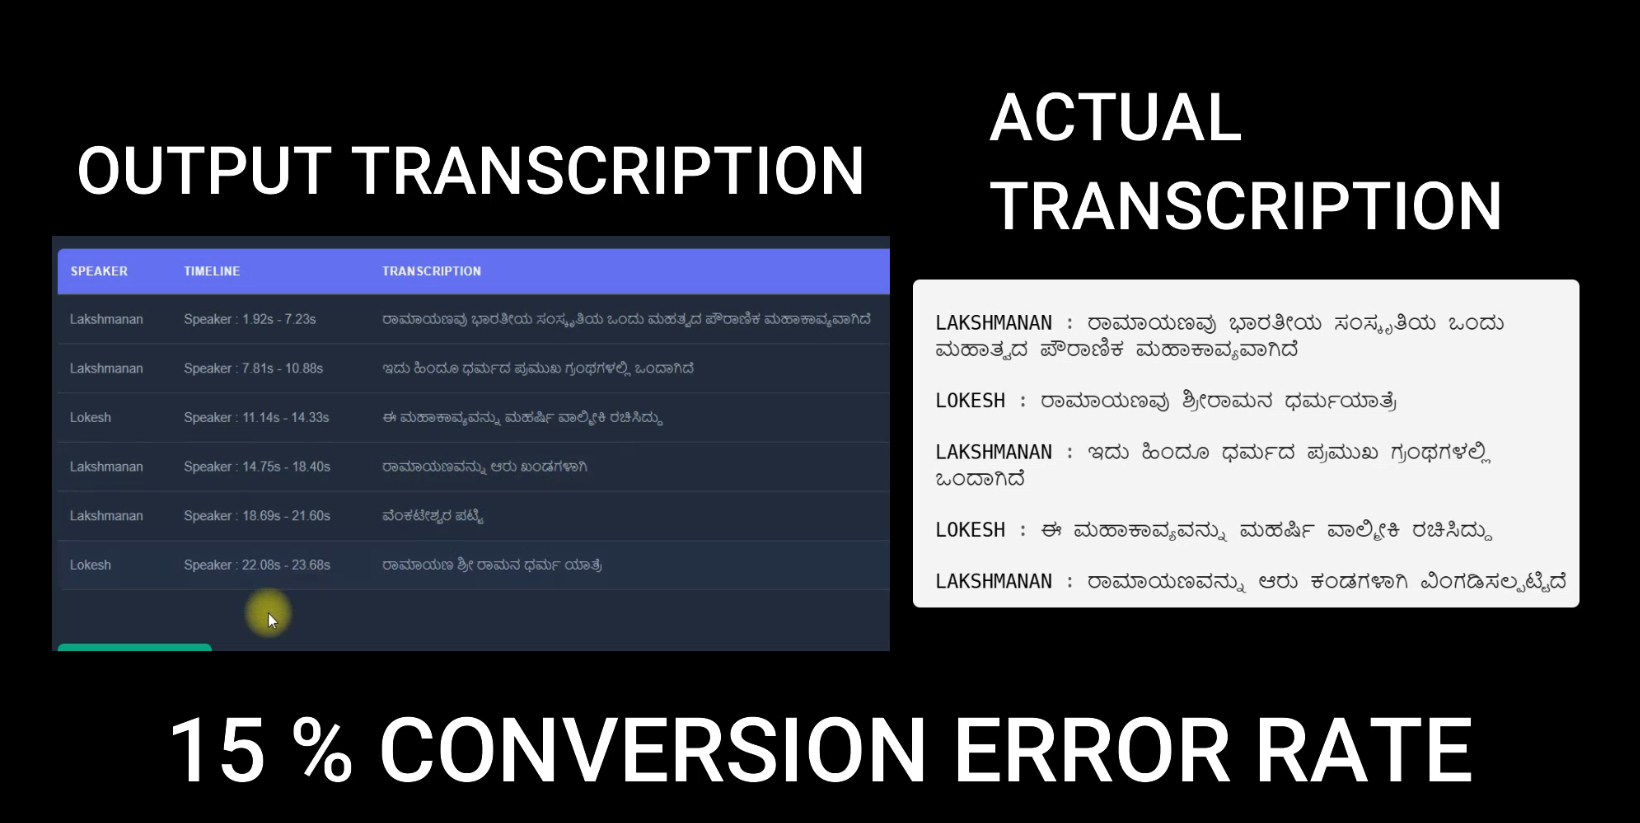 OUTPUT TRANSCRIPTION
SPEAKER TIMELINE TRANSCRIPTION
Lakshmanan Speaker : 1.92s - 7.23s ರಾಮಾಯಣವು ಭಾರತೀಯ ಸಂಸ್ಕೃತಿಯ ಒಂದು ಮಹತ್ವದ ಪೌರಾಣಿಕ ಮಹಾಕಾವ್ಯವಾಗಿದೆ
Lakshmanan Speaker : 7.81s - 10.88s ಇದು ಹಿಂದೂ ಧರ್ಮದ ಪ್ರಮುಖ ಗ್ರಂಥಗಳಲ್ಲಿ ಒಂದಾಗಿದೆ
Lokesh Speaker : 11.14s - 14.33s ಈ ಮಹಾಕಾವ್ಯವನ್ನು ಮಹರ್ಷಿ ವಾಲ್ಮೀಕಿ ರಚಿಸಿದ್ದು
Lakshmanan Speaker : 14.75s - 18.40s ರಾಮಾಯಣವನ್ನು ಆರು ಖಂಡಗಳಾಗಿ
Lakshmanan Speaker : 18.69s - 21.60s ವೆಂಕಟೇಶ್ವರ ಪಟ್ಟಿ
Lokesh Speaker : 22.08s - 23.68s ರಾಮಾಯಣ ಶ್ರೀ ರಾಮನ ಧರ್ಮ ಯಾತ್ರೆ
ACTUAL
TRANSCRIPTION
LAKSHMANAN : ರಾಮಾಯಣವು ಭಾರತೀಯ ಸಂಸ್ಕೃತಿಯ ಒಂದು
ಮಹಾತ್ವದ ಪೌರಾಣಿಕ ಮಹಾಕಾವ್ಯವಾಗಿದೆ
LOKESH : ರಾಮಾಯಣವು ಶ್ರೀರಾಮನ ಧರ್ಮಯಾತ್ರೆ
LAKSHMANAN : ಇದು ಹಿಂದೂ ಧರ್ಮದ ಪ್ರಮುಖ ಗ್ರಂಥಗಳಲ್ಲಿ
ಒಂದಾಗಿದೆ
LOKESH : ಈ ಮಹಾಕಾವ್ಯವನ್ನು ಮಹರ್ಷಿ ವಾಲ್ಮೀಕಿ ರಚಿಸಿದ್ದು
LAKSHMANAN : ರಾಮಾಯಣವನ್ನು ಆರು ಕಂಡಗಳಾಗಿ ವಿಂಗಡಿಸಲ್ಪಟ್ಟಿದೆ
15 % CONVERSION ERROR RATE